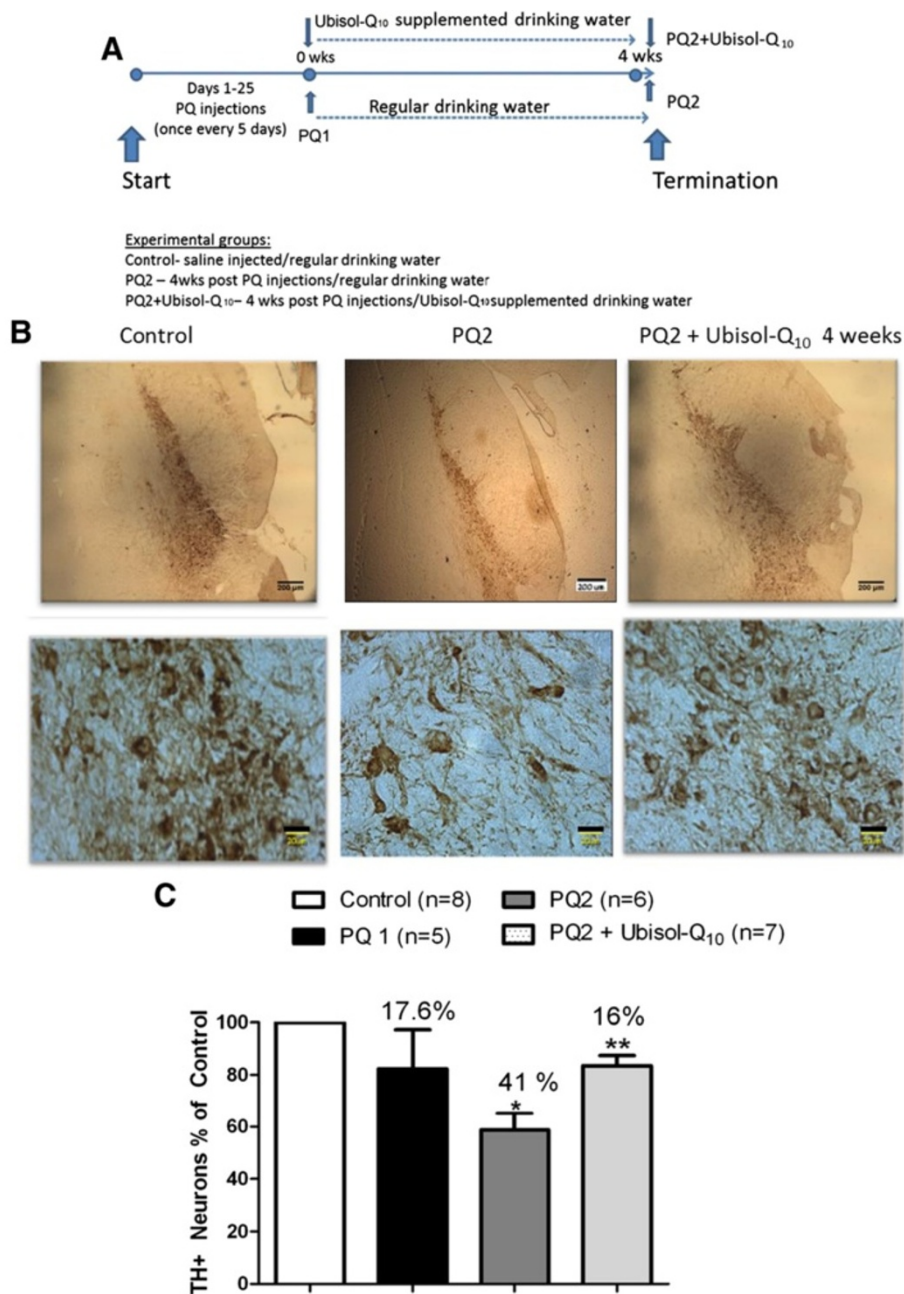 A
Ubisol-Q10 supplemented drinking water
PQ2+Ubisol-Q10
0 wks
4 wks
Days 1-25
PQ injections
(once every 5 days)
PQ1
Regular drinking water
PQ2
Start
Termination
Experimental groups:
Control- saline injected/regular drinking water
PQ2 – 4wks post PQ injections/regular drinking water
PQ2+Ubisol-Q10– 4 wks post PQ injections/Ubisol-Q10supplemented drinking water
B
Control
PQ2
PQ2 + Ubisol-Q10 4 weeks
200 µm
200 µm
200 µm
C
Control (n=8)
PQ2 (n=6)
PQ 1 (n=5)
PQ2 + Ubisol-Q10 (n=7)
TH+ Neurons % of Control
100
80
60
40
20
0
17.6%
41 %
*
16%
**